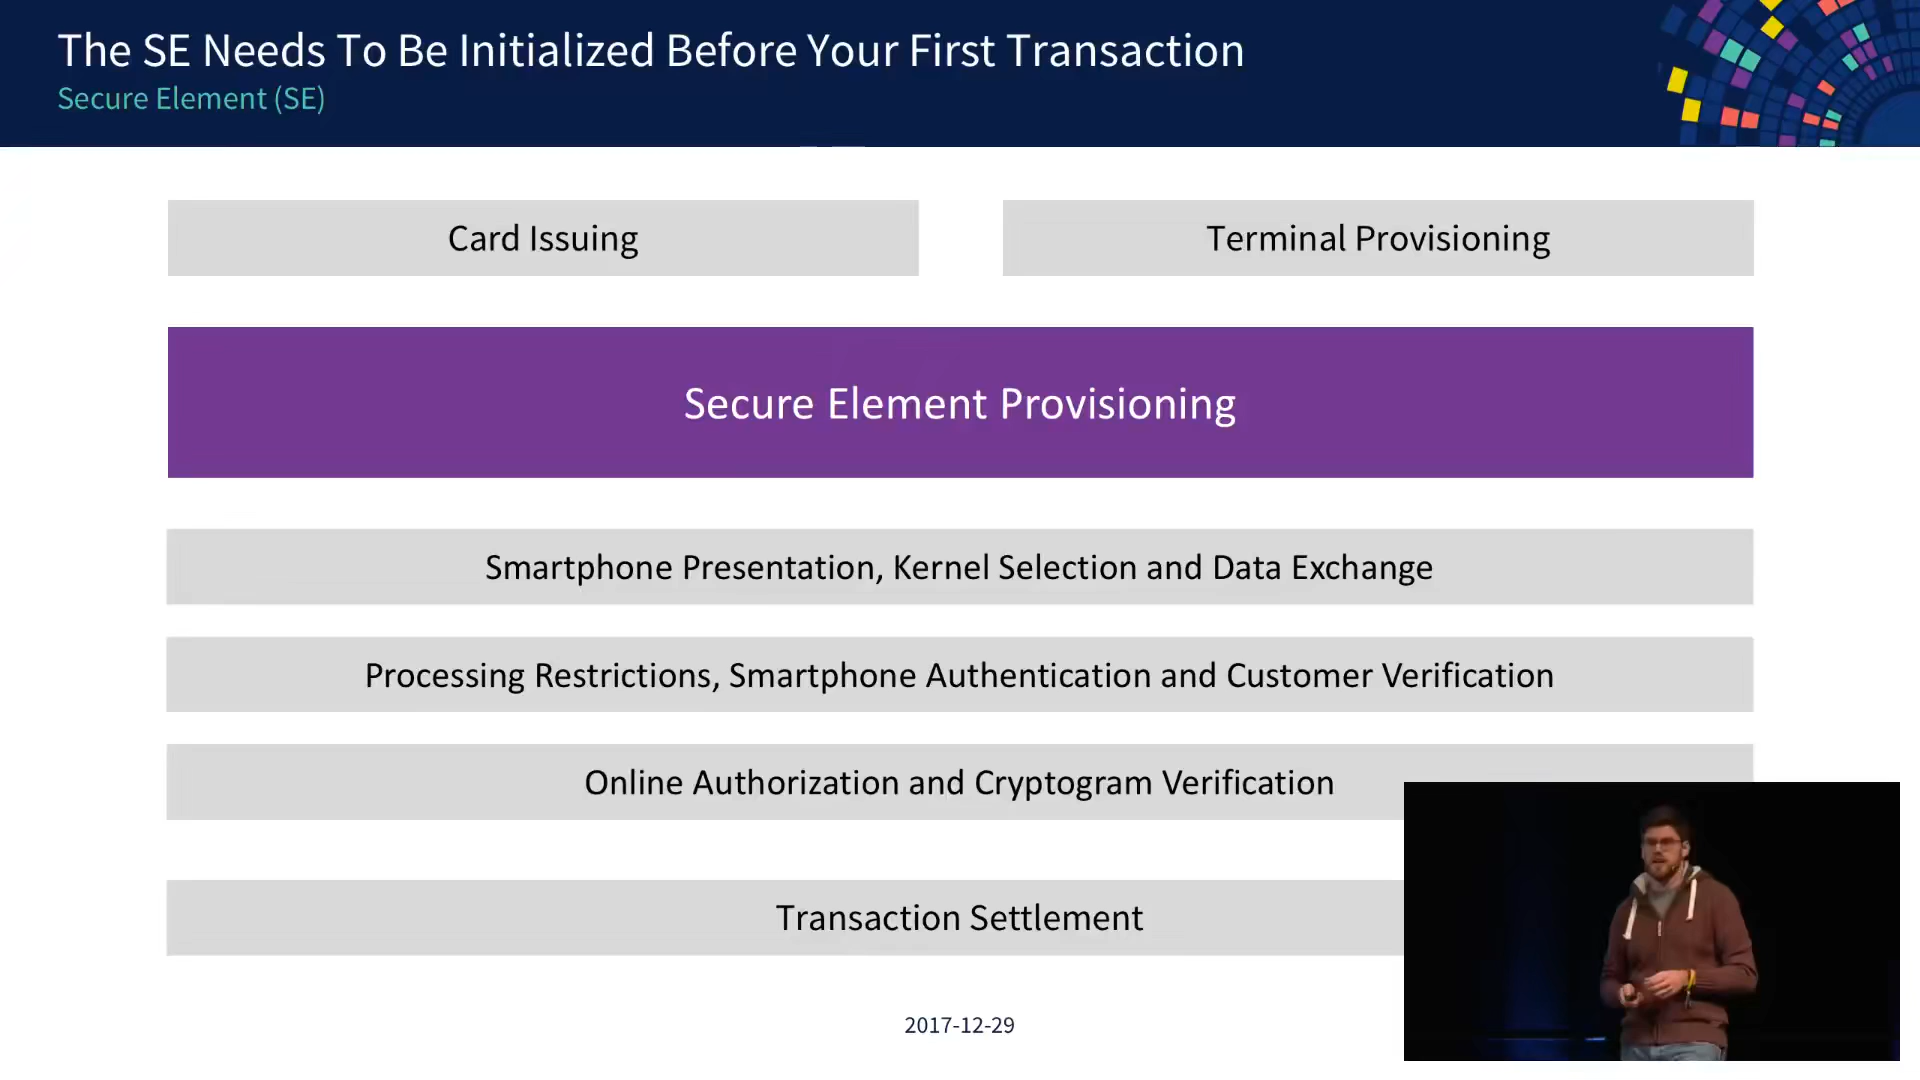 The SE Needs To Be Initialized Before Your First Transaction
Secure Element (SE)
Card Issuing
Terminal Provisioning
Secure Element Provisioning
Smartphone Presentation, Kernel Selection and Data Exchange
Processing Restrictions, Smartphone Authentication and Customer Verification
Online Authorization and Cryptogram Verification
Transaction Settlement
2017-12-29